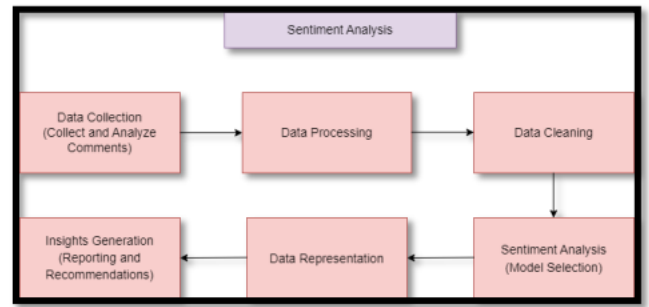 Sentiment Analysis
Data Collection
(Collect and Analyze
Comments)
Data Processing
Data Cleaning
Insights Generation
(Reporting and
Recommendations)
Data Representation
Sentiment Analysis
(Model Selection)